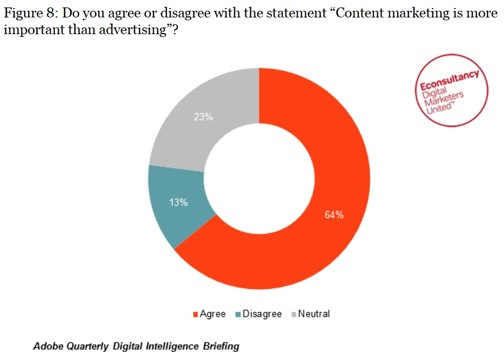 Figure 8: Do you agree or disagree with the statement “Content marketing is more
important than advertising”?
Econsultancy
Digital
Marketers
United™
23%
13%
64%
Agree Disagree Neutral
Adobe Quarterly Digital Intelligence Briefing